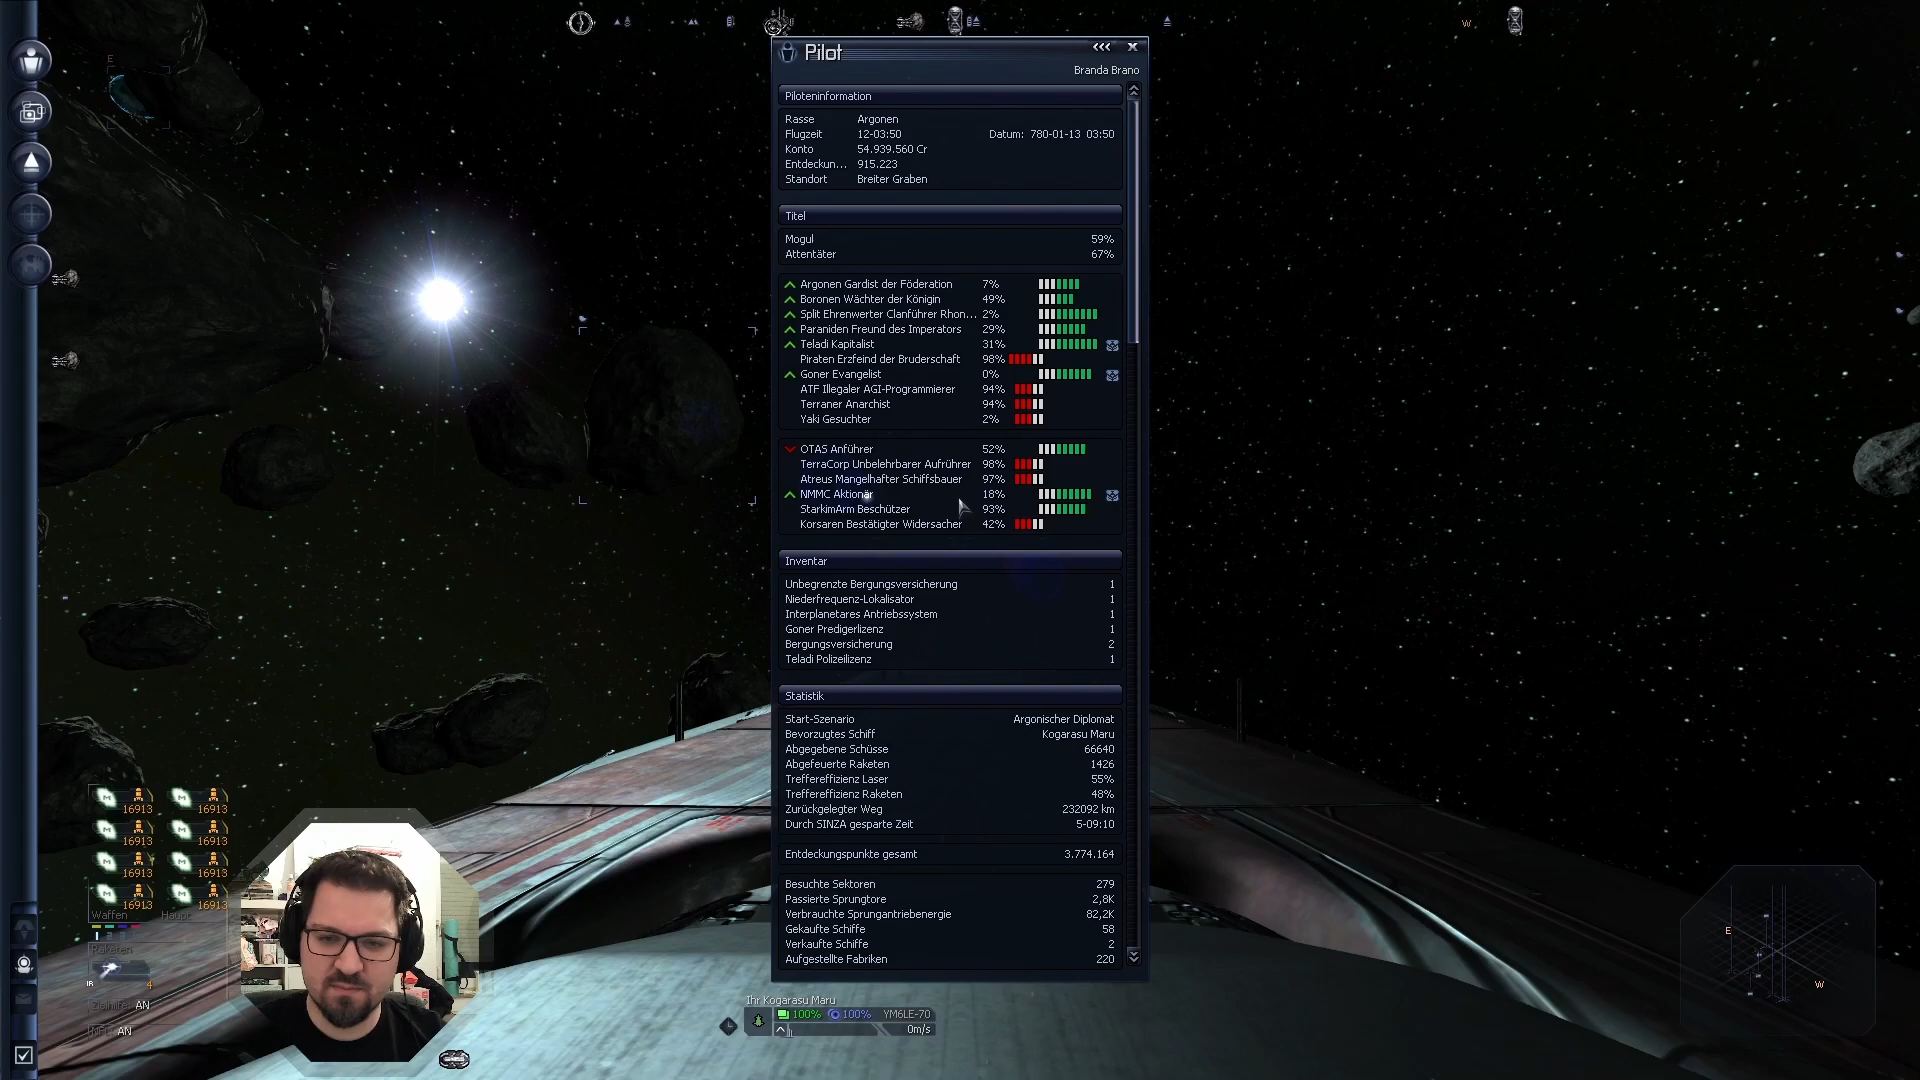 W
E
Pilot
Branda Brano
Piloteninformation
Rasse Argonen
Flugzeit 12-03:50 Datum: 780-01-13 03:50
Konto 54.939.560 Cr
Entdeckun... 915.223
Standort Breiter Graben
Titel
Mogul 59%
Attentäter 67%
Argonen Gardist der Föderation 7%
Boronen Wächter der Königin 49%
Split Ehrenwerter Clanführer Rhon... 2%
Paraniden Freund des Imperators 29%
Teladi Kapitalist 31%
Piraten Erzfeind der Bruderschaft 98%
Goner Evangelist 0%
ATF Illegaler AGI-Programmierer 94%
Terraner Anarchist 94%
Yaki Gesuchter 2%
OTAS Anführer 52%
TerraCorp Unbelehrbarer Aufrührer 98%
Atreus Mangelhafter Schiffsbauer 97%
NMMC Aktionär 18%
StarkimArm Beschützer 93%
Korsaren Bestätigter Widersacher 42%
Inventar
Unbegrenzte Bergungsversicherung 1
Niederfrequenz-Lokalisator 1
Interplanetares Antriebssystem 1
Goner Predigerlizenz 1
Bergungsversicherung 2
Teladi Polizeilizenz 1
Statistik
Start-Szenario Argonischer Diplomat
Bevorzugtes Schiff Kogarasu Maru
Abgegebene Schüsse 66640
Abgefeuerte Raketen 1426
Treffereffizienz Laser 55%
Treffereffizienz Raketen 48%
Zurückgelegter Weg 232092 km
Durch SINZA gesparte Zeit 5-09:10
Entdeckungspunkte gesamt 3.774.164
Besuchte Sektoren 279
Passierte Sprungtore 2,8K
Verbrauchte Sprungantriebenergie 82,2K
Gekaufte Schiffe 58
Verkaufte Schiffe 2
Aufgestellte Fabriken 220
16913 16913
16913 16913
16913 16913
16913 16913
Waffen Haupt
Raketen
IR 4
Zielhilfe: AN
AN
Ihr Kogarasu Maru
100% 100% YM6LE-70
0m/s
E
W